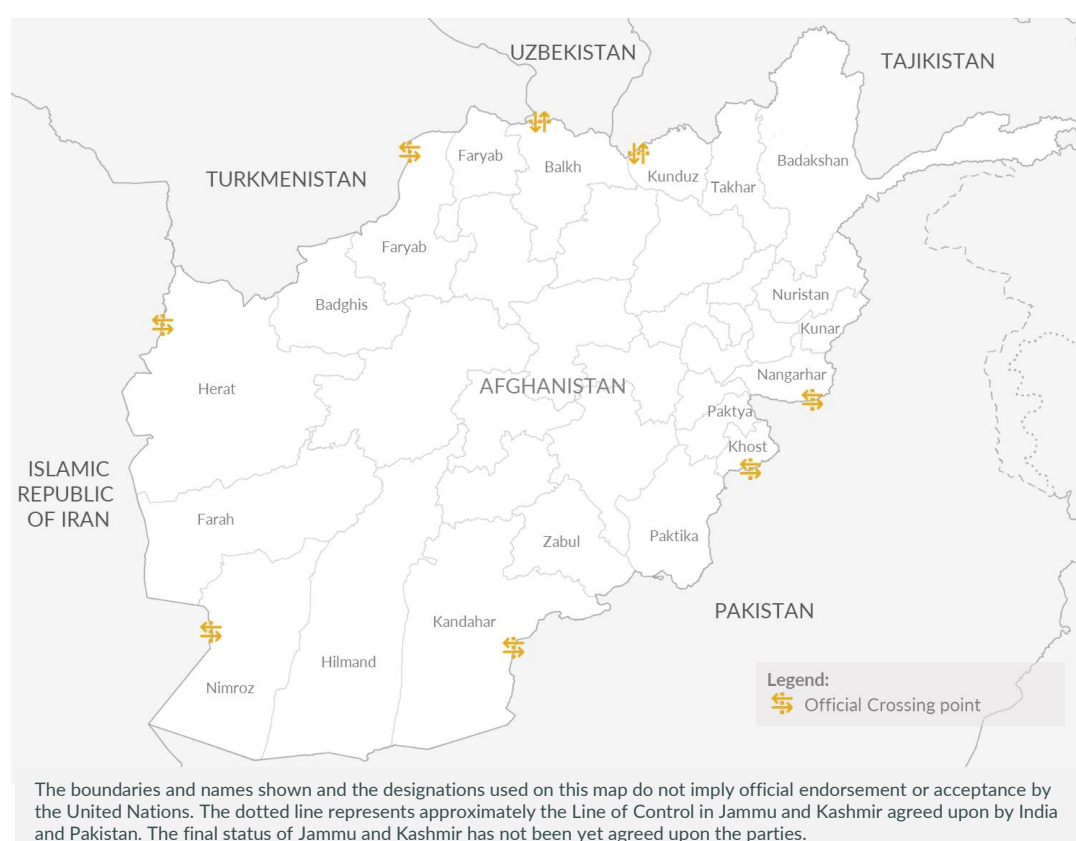 UZBEKISTAN
TAJIKISTAN
TURKMENISTAN
Faryab
Balkh
Kunduz
Takhar
Badakshan
Faryab
Badghis
Nuristan
Kunar
Herat
AFGHANISTAN
Nangarhar
Paktya
Khost
ISLAMIC
REPUBLIC
OF IRAN
Farah
Zabul
Paktika
Kandahar
PAKISTAN
Hilmand
Nimroz
Legend:
Official Crossing point
The boundaries and names shown and the designations used on this map do not imply official endorsement or acceptance by
the United Nations. The dotted line represents approximately the Line of Control in Jammu and Kashmir agreed upon by India
and Pakistan. The final status of Jammu and Kashmir has not been yet agreed upon the parties.